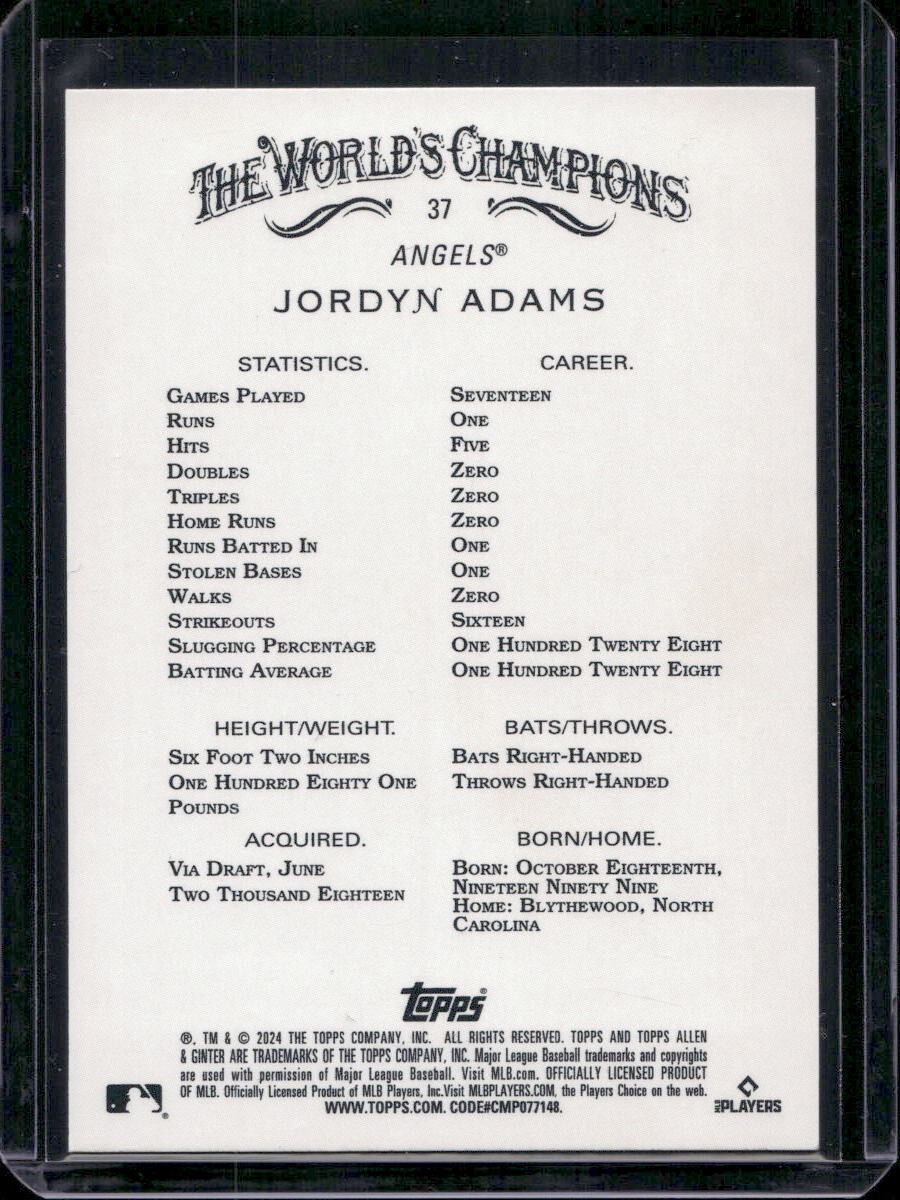 THE WORLD'S CHAMPIONS
37
ANGELS®
JORDYN ADAMS
STATISTICS. CAREER.
GAMES PLAYED SEVENTEEN
RUNS ONE
HITS FIVE
DOUBLES ZERO
TRIPLES ZERO
HOME RUNS ZERO
RUNS BATTED IN ONE
STOLEN BASES ONE
WALKS ZERO
STRIKEOUTS SIXTEEN
SLUGGING PERCENTAGE ONE HUNDRED TWENTY EIGHT
BATTING AVERAGE ONE HUNDRED TWENTY EIGHT
HEIGHT/WEIGHT.
SIX FOOT TWO INCHES
ONE HUNDRED EIGHTY ONE
POUNDS
BATS/THROWS.
BATS RIGHT-HANDED
THROWS RIGHT-HANDED
ACQUIRED.
VIA DRAFT, JUNE
TWO THOUSAND EIGHTEEN
BORN/HOME.
BORN: OCTOBER EIGHTEENTH,
NINETEEN NINETY NINE
HOME: BLYTHEWOOD, NORTH
CAROLINA
topps®
®, TM & © 2024 THE TOPPS COMPANY, INC. ALL RIGHTS RESERVED. TOPPS AND TOPPS ALLEN
& GINTER ARE TRADEMARKS OF THE TOPPS COMPANY, INC. Major League Baseball trademarks and copyrights
are used with permission of Major League Baseball. Visit MLB.com. OFFICIALLY LICENSED PRODUCT
OF MLB. Officially Licensed Product of MLB Players, Inc.Visit MLBPLAYERS.COM, the Players Choice on the web.
WWW.TOPPS.COM. CODE#CMP077148.
®
MLB PLAYERS